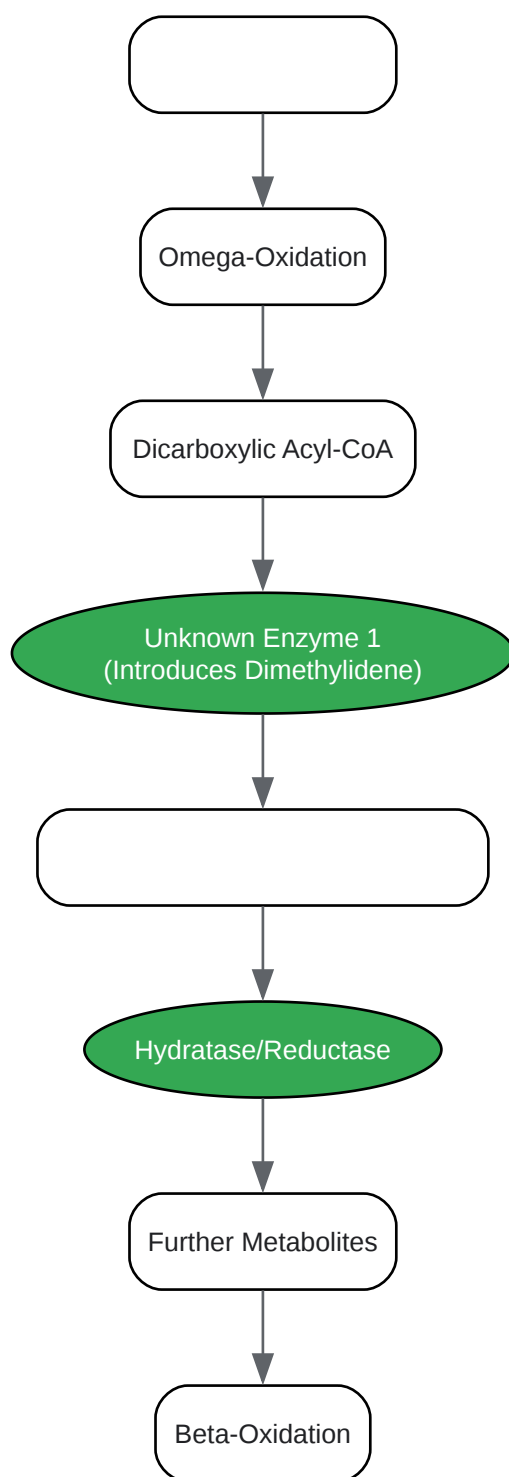 Omega-Oxidation
Dicarboxylic Acyl-CoA
Unknown Enzyme 1
(Introduces Dimethylidene)
Hydratase/Reductase
Further Metabolites
Beta-Oxidation